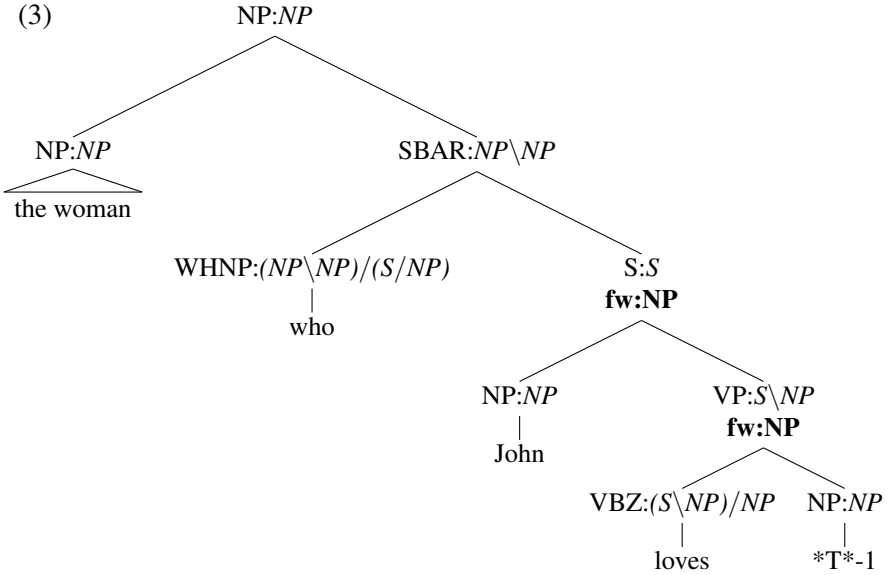 (3) NP:NP
NP:NP SBAR:NP\NP
the woman
WHNP:(NP\NP)/(S/NP) S:S
fw:NP
who
NP:NP VP:S\NP
fw:NP
John
VBZ:(S\NP)/NP NP:NP
loves *T*-1